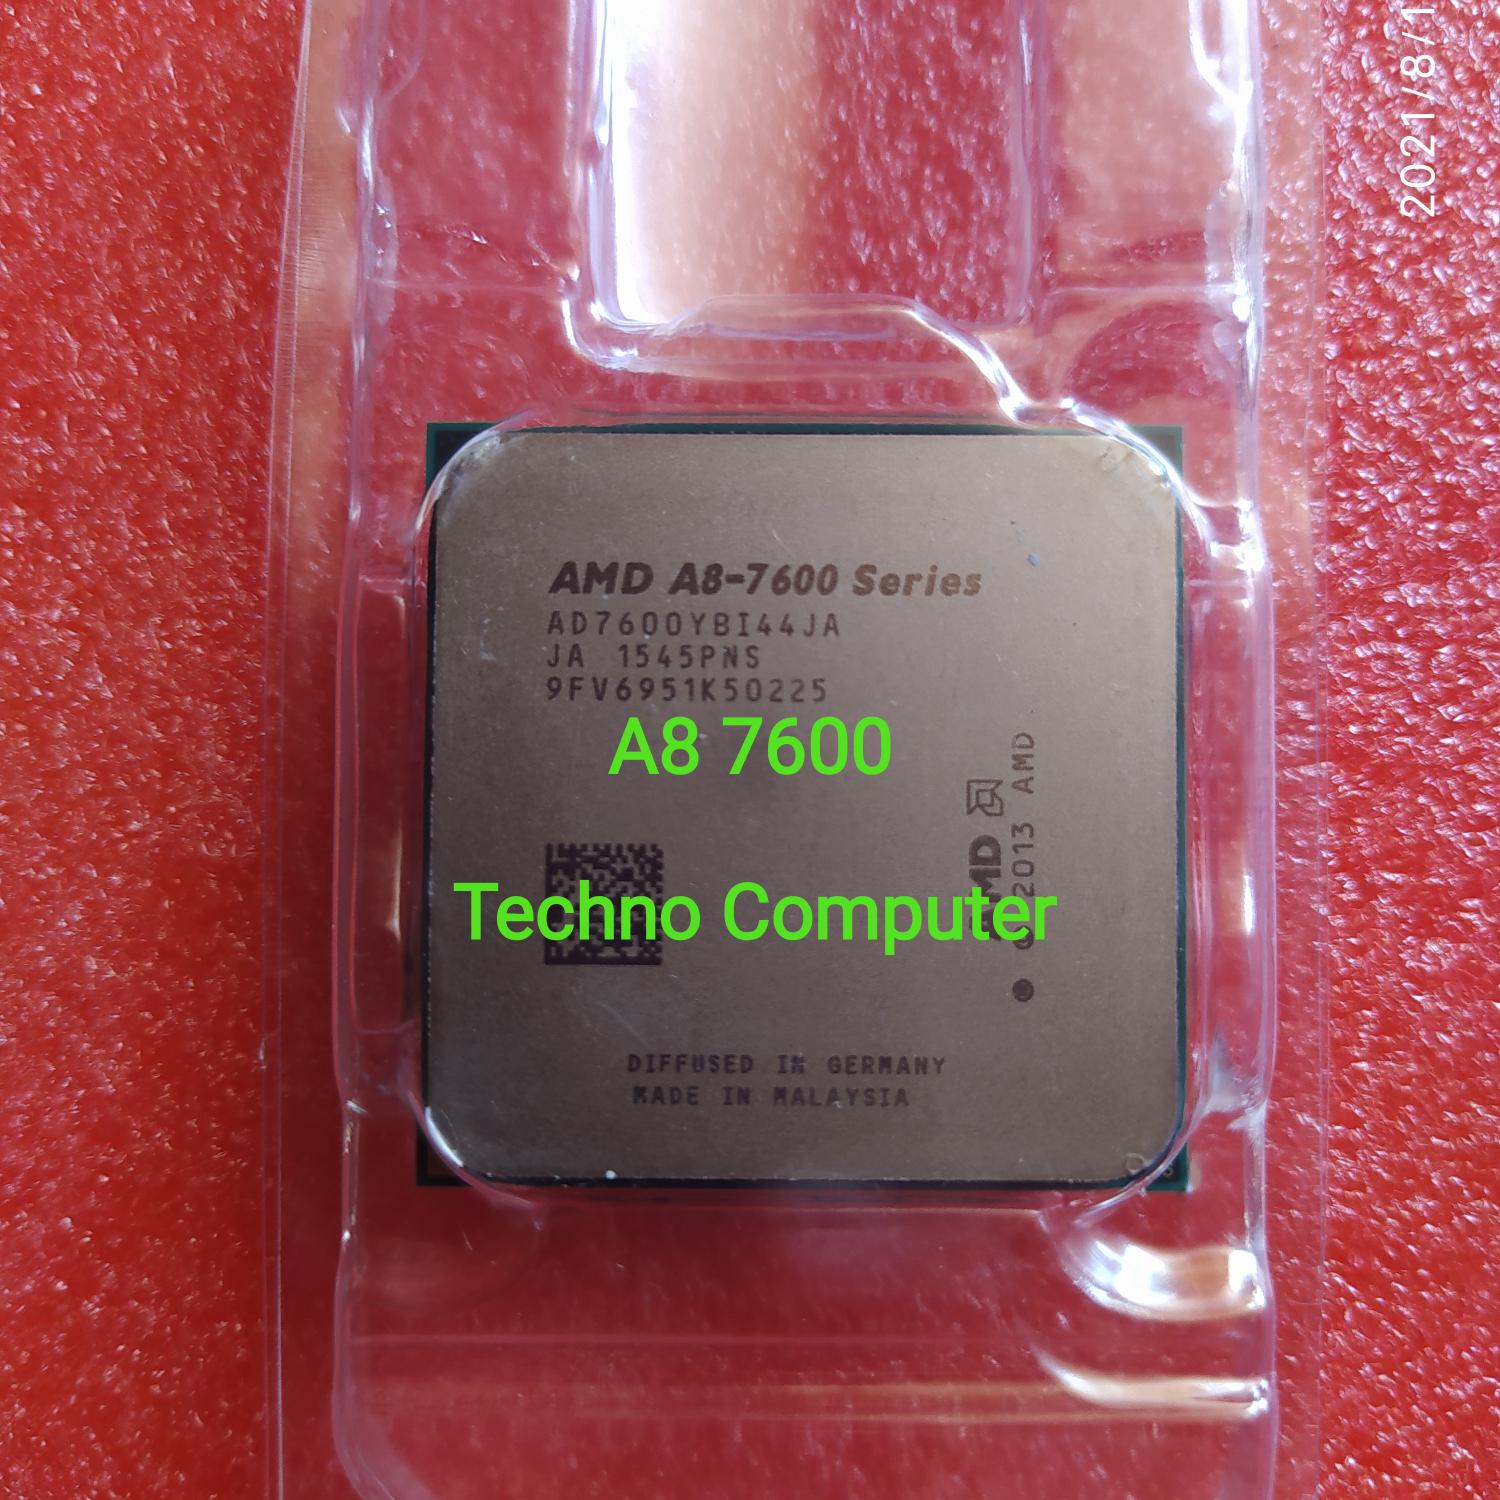 2021/8/1
AMD A8-7600 Series
AD7600YBI44JA
JA 1545PNS
9FV6951K50225
A8 7600
AMD
© 2013 AMD
Techno Computer
DIFFUSED IN GERMANY
MADE IN MALAYSIA